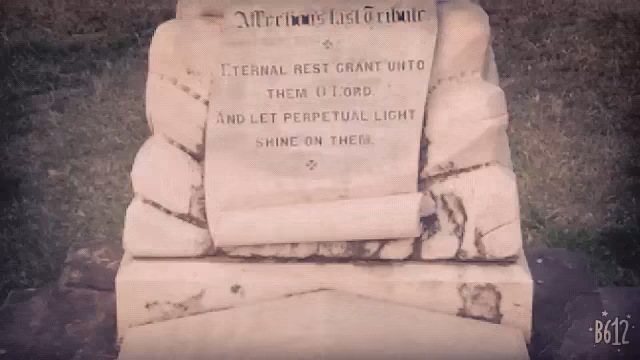 Affection's last Tribute
ETERNAL REST GRANT UNTO
THEM O LORD.
AND LET PERPETUAL LIGHT
SHINE ON THEM.
B612